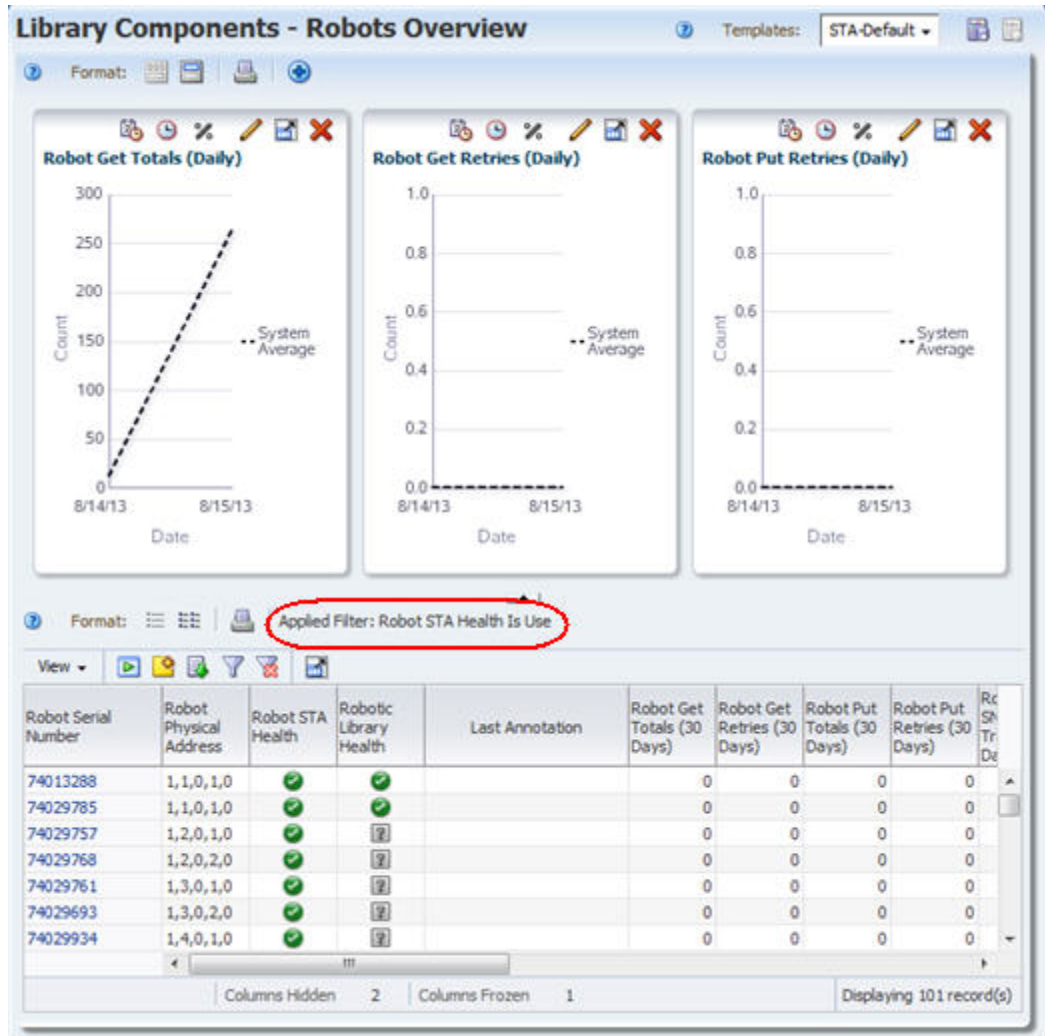 Library Components - Robots Overview
Templates: STA-Default
Format:
Robot Get Totals (Daily)
300
250
200
150
100
50
0
Count
8/14/13 8/15/13
Date
System
Average
Robot Get Retries (Daily)
1.0
0.8
0.6
0.4
0.2
0.0
Count
8/14/13 8/15/13
Date
System
Average
Robot Put Retries (Daily)
1.0
0.8
0.6
0.4
0.2
0.0
Count
8/14/13 8/15/13
Date
System
Average
Format: Applied Filter: Robot STA Health Is Use
View
Robot Serial Number Robot Physical Address Robot STA Health Robotic Library Health Last Annotation Robot Get Totals (30 Days) Robot Get Retries (30 Days) Robot Put Totals (30 Days) Robot Put Retries (30 Days)
74013288 1,1,0,1,0 0 0 0 0
74029785 1,1,0,1,0 0 0 0 0
74029757 1,2,0,1,0 ? 0 0 0 0
74029768 1,2,0,2,0 ? 0 0 0 0
74029761 1,3,0,1,0 ? 0 0 0 0
74029693 1,3,0,2,0 ? 0 0 0 0
74029934 1,4,0,1,0 ? 0 0 0 0
Columns Hidden 2 Columns Frozen 1 Displaying 101 record(s)